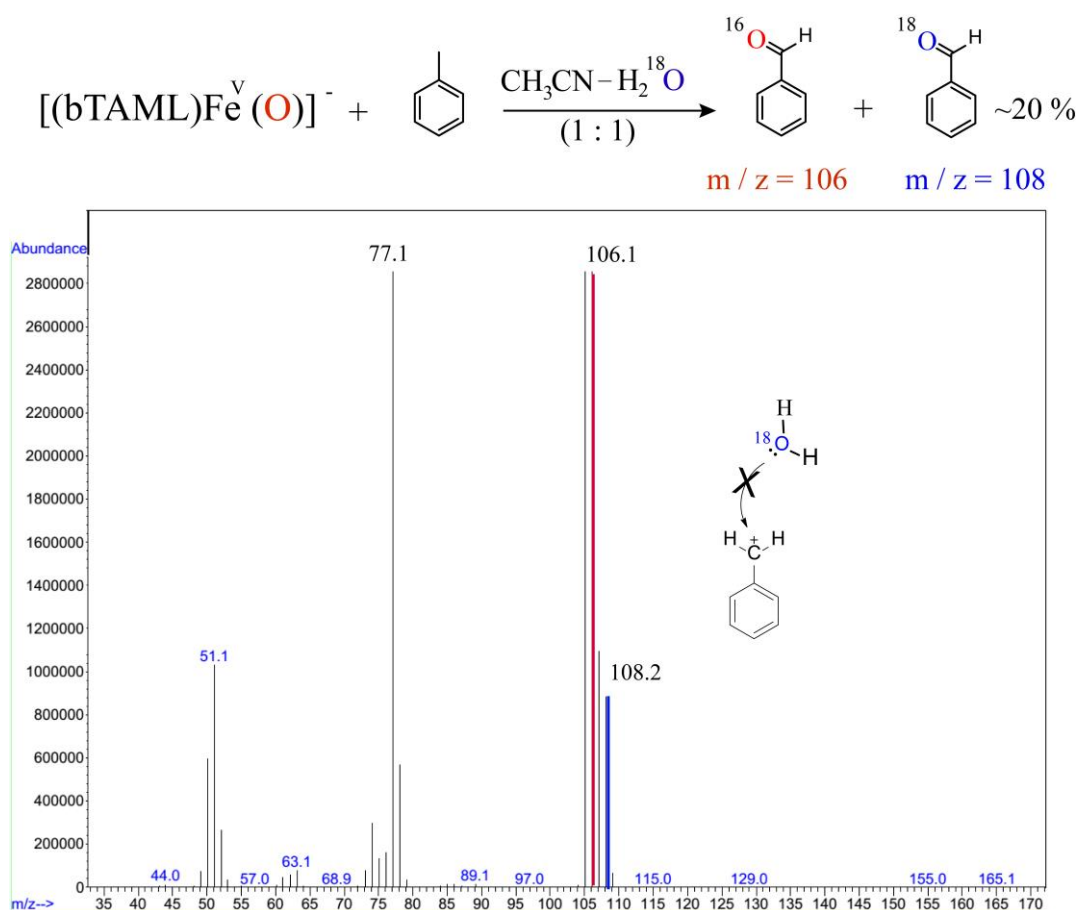 [(bTAML)Feⱽ(O)]⁻ + CH₃CN – H₂¹⁸O (1 : 1) ¹⁶O H + ¹⁸O H ~20 %
m / z = 106 m / z = 108
Abundance
77.1 106.1
2800000
2600000
2400000
2200000
2000000
1800000
1600000
1400000
1200000
1000000
800000
600000
400000
200000
0
H
¹⁸O H
X
H + H
C
108.2
51.1
44.0 57.0 63.1 68.9 89.1 97.0 115.0 129.0 155.0 165.1
35 40 45 50 55 60 65 70 75 80 85 90 95 100 105 110 115 120 125 130 135 140 145 150 155 160 165 170
m/z-->